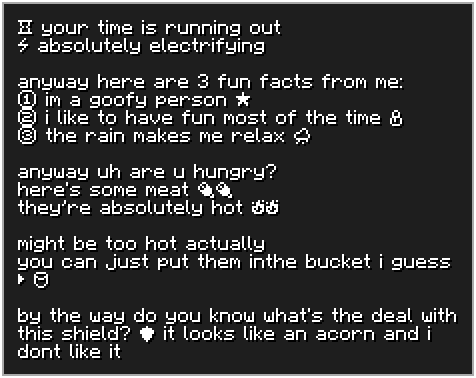 ⌛ your time is running out
⚡ absolutely electrifying
anyway here are 3 fun facts from me:
① im a goofy person ★
② i like to have fun most of the time ☃
③ the rain makes me relax 🌧
anyway uh are u hungry?
here's some meat 🍖🍖
they're absolutely hot 🔥🔥
might be too hot actually
you can just put them inthe bucket i guess
▶ 🪣
by the way do you know what's the deal with
this shield? 🛡 it looks like an acorn and i
dont like it